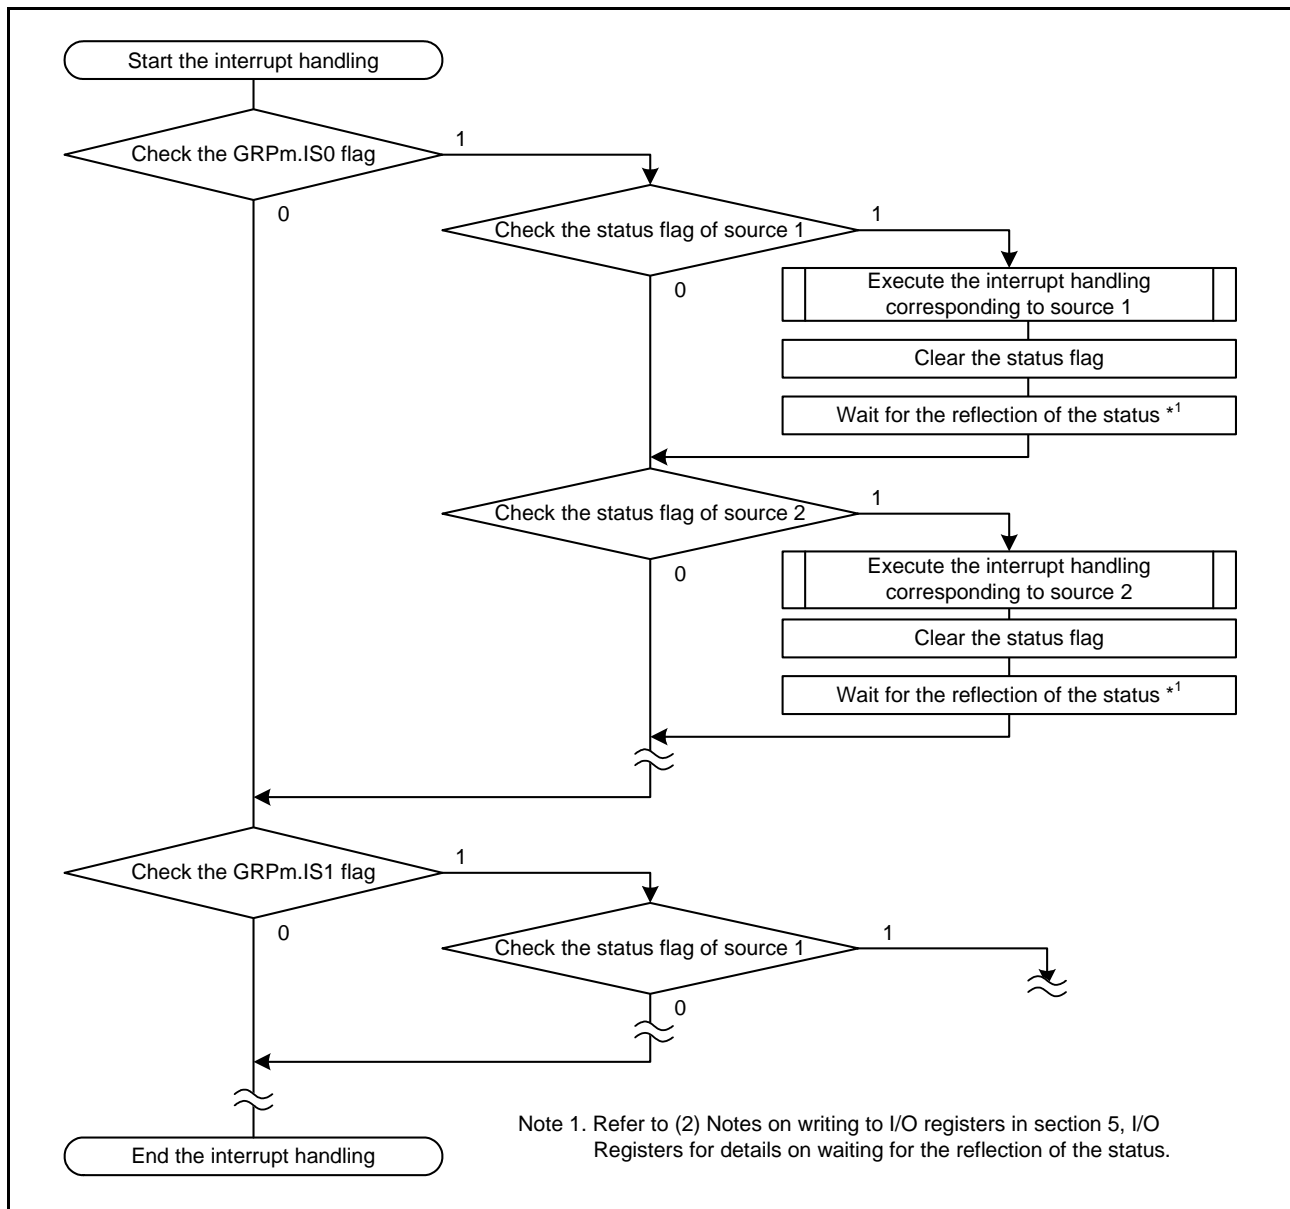 Start the interrupt handling
Check the GRPm.IS0 flag
1
0
Check the status flag of source 1
1
0
Execute the interrupt handling
corresponding to source 1
Clear the status flag
Wait for the reflection of the status *1
Check the status flag of source 2
1
0
Execute the interrupt handling
corresponding to source 2
Clear the status flag
Wait for the reflection of the status *1
Check the GRPm.IS1 flag
1
0
Check the status flag of source 1
1
0
End the interrupt handling
Note 1. Refer to (2) Notes on writing to I/O registers in section 5, I/O
Registers for details on waiting for the reflection of the status.